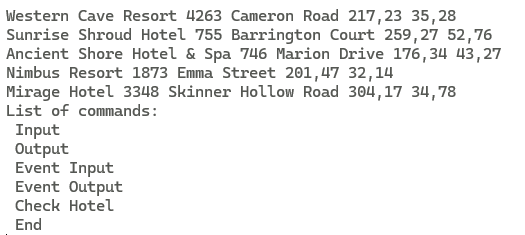 Western Cave Resort 4263 Cameron Road 217,23 35,28
Sunrise Shroud Hotel 755 Barrington Court 259,27 52,76
Ancient Shore Hotel & Spa 746 Marion Drive 176,34 43,27
Nimbus Resort 1873 Emma Street 201,47 32,14
Mirage Hotel 3348 Skinner Hollow Road 304,17 34,78
List of commands:
Input
Output
Event Input
Event Output
Check Hotel
End